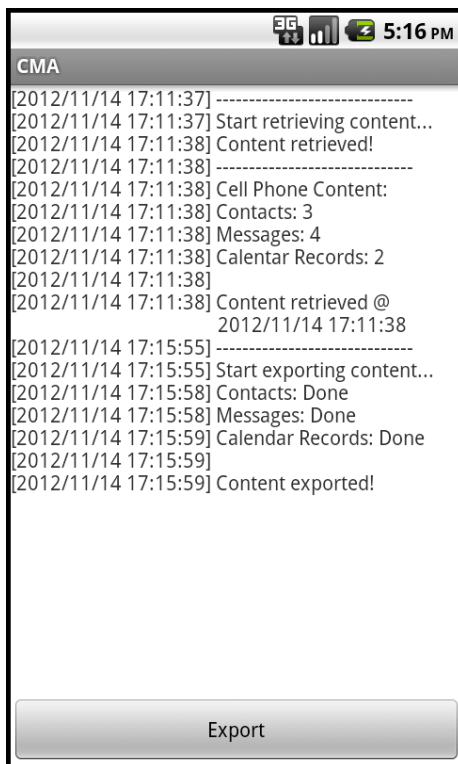 3G 5:16 PM
CMA
[2012/11/14 17:11:37] ------------------------------
[2012/11/14 17:11:37] Start retrieving content...
[2012/11/14 17:11:38] Content retrieved!
[2012/11/14 17:11:38] ------------------------------
[2012/11/14 17:11:38] Cell Phone Content:
[2012/11/14 17:11:38] Contacts: 3
[2012/11/14 17:11:38] Messages: 4
[2012/11/14 17:11:38] Calentar Records: 2
[2012/11/14 17:11:38]
[2012/11/14 17:11:38] Content retrieved @
2012/11/14 17:11:38
[2012/11/14 17:15:55] ------------------------------
[2012/11/14 17:15:55] Start exporting content...
[2012/11/14 17:15:58] Contacts: Done
[2012/11/14 17:15:58] Messages: Done
[2012/11/14 17:15:59] Calendar Records: Done
[2012/11/14 17:15:59]
[2012/11/14 17:15:59] Content exported!
Export